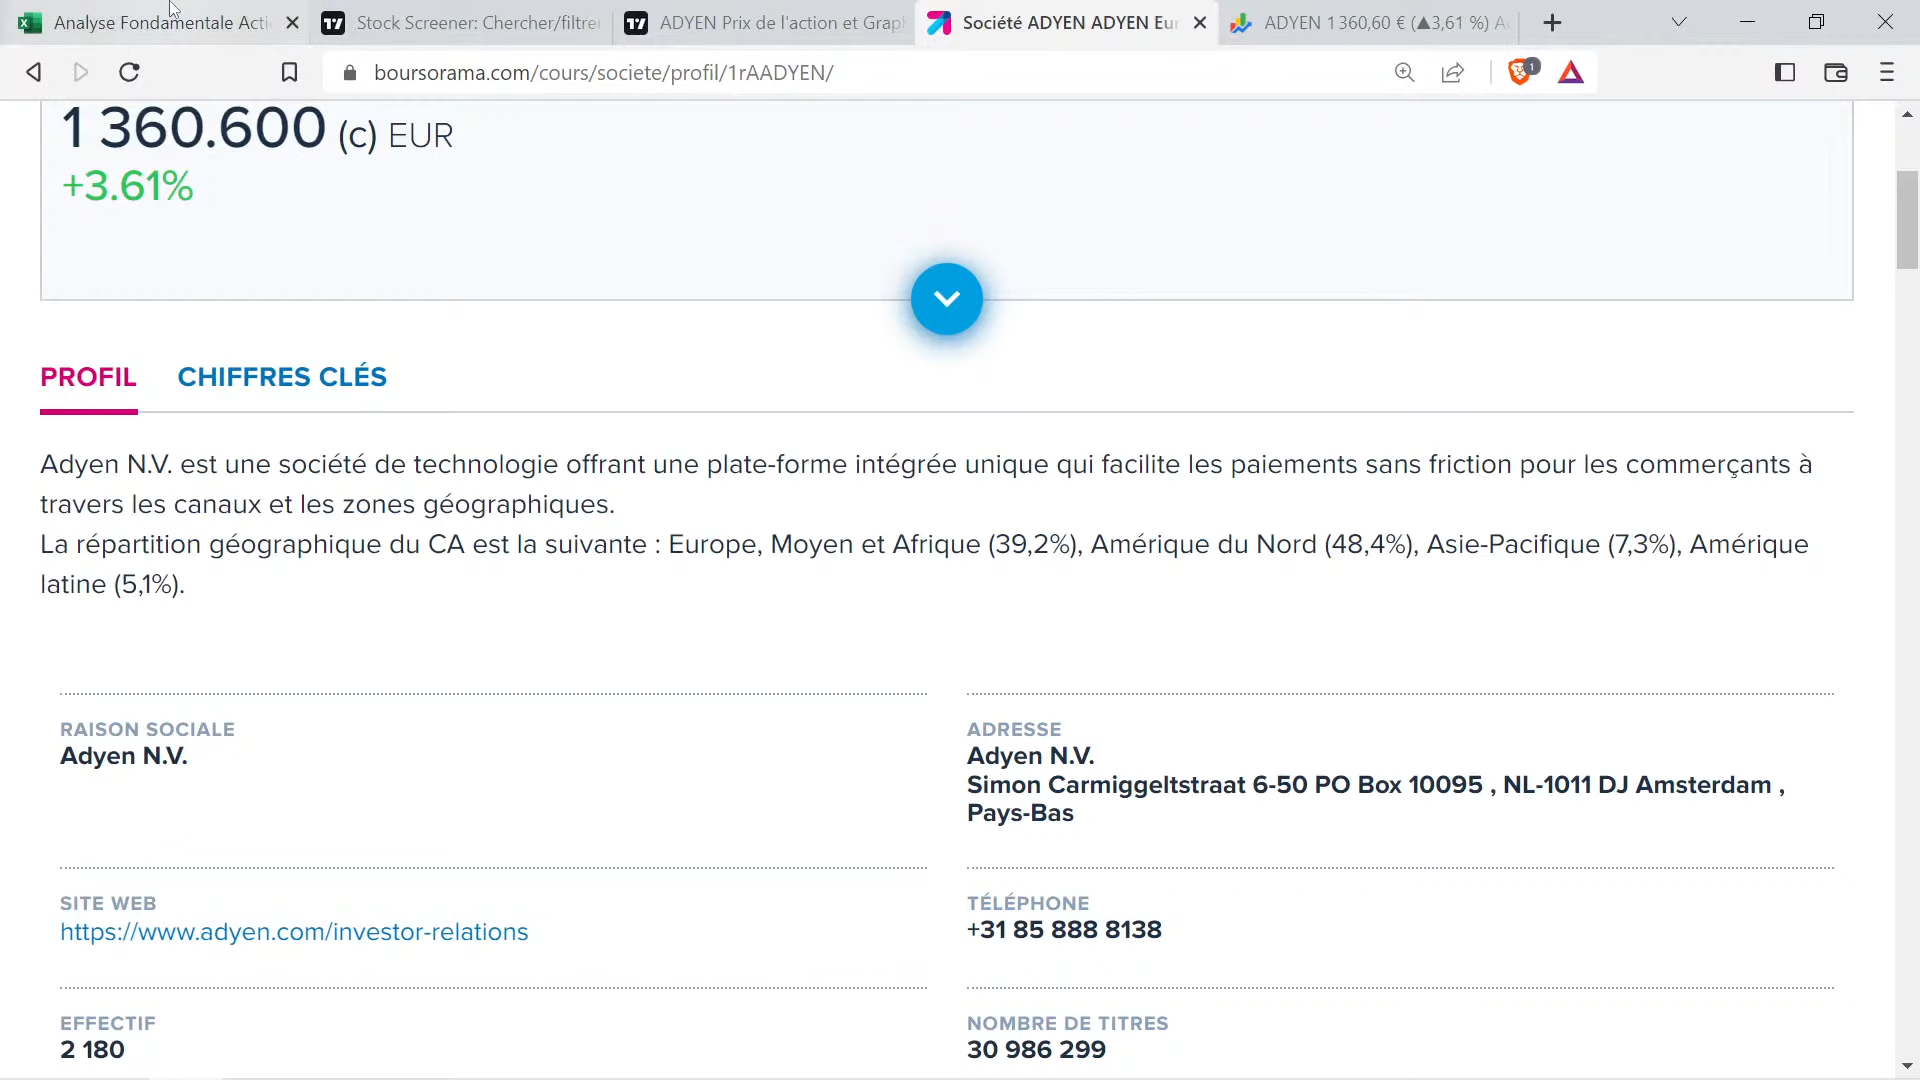 Analyse Fondamentale Acti
Stock Screener: Chercher/filtrer
ADYEN Prix de l'action et Grap
Société ADYEN ADYEN Eur
ADYEN 1 360,60 € (▲3,61 %)
boursorama.com/cours/societe/profil/1rAADYEN/
1
1 360.600 (c) EUR
+3.61%
PROFIL CHIFFRES CLÉS
Adyen N.V. est une société de technologie offrant une plate-forme intégrée unique qui facilite les paiements sans friction pour les commerçants à
travers les canaux et les zones géographiques.
La répartition géographique du CA est la suivante : Europe, Moyen et Afrique (39,2%), Amérique du Nord (48,4%), Asie-Pacifique (7,3%), Amérique
latine (5,1%).
RAISON SOCIALE
Adyen N.V.
ADRESSE
Adyen N.V.
Simon Carmiggeltstraat 6-50 PO Box 10095 , NL-1011 DJ Amsterdam ,
Pays-Bas
SITE WEB
https://www.adyen.com/investor-relations
TÉLÉPHONE
+31 85 888 8138
EFFECTIF
2 180
NOMBRE DE TITRES
30 986 299